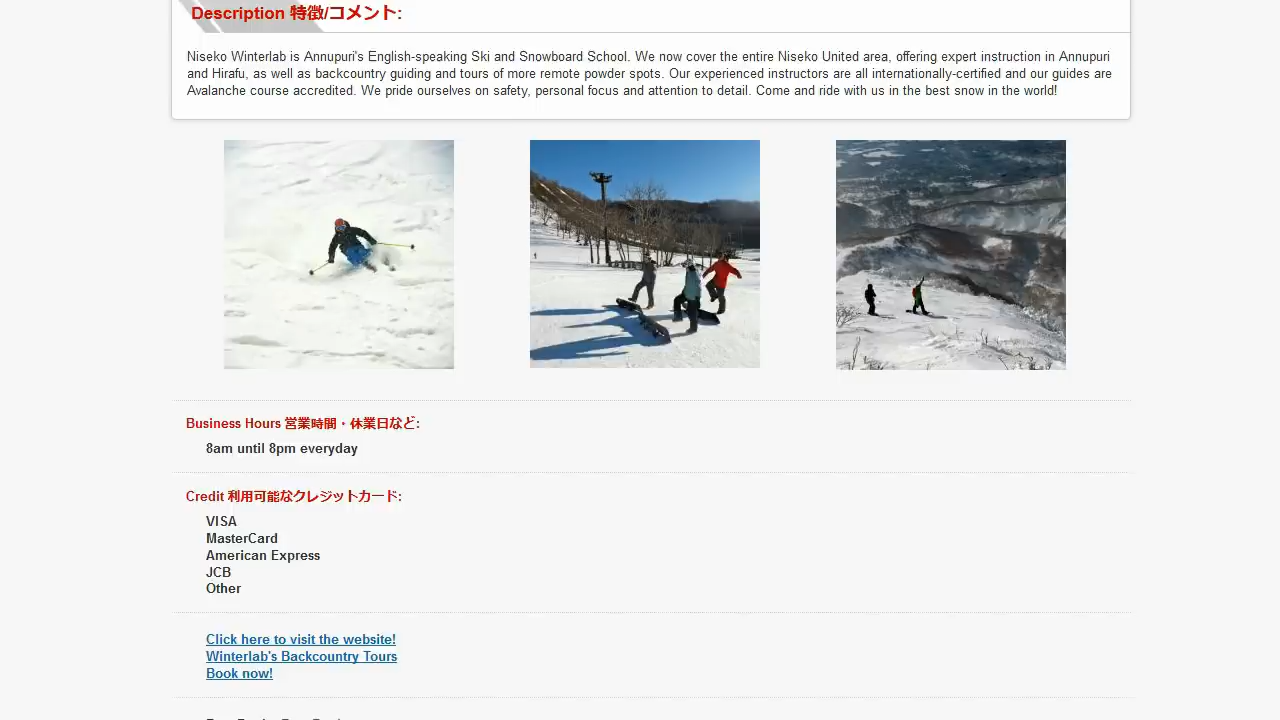 Description 特徴/コメント:
Niseko Winterlab is Annupuri's English-speaking Ski and Snowboard School. We now cover the entire Niseko United area, offering expert instruction in Annupuri
and Hirafu, as well as backcountry guiding and tours of more remote powder spots. Our experienced instructors are all internationally-certified and our guides are
Avalanche course accredited. We pride ourselves on safety, personal focus and attention to detail. Come and ride with us in the best snow in the world!
Business Hours 営業時間・休業日など:
8am until 8pm everyday
Credit 利用可能なクレジットカード:
VISA
MasterCard
American Express
JCB
Other
Click here to visit the website!
Winterlab's Backcountry Tours
Book now!